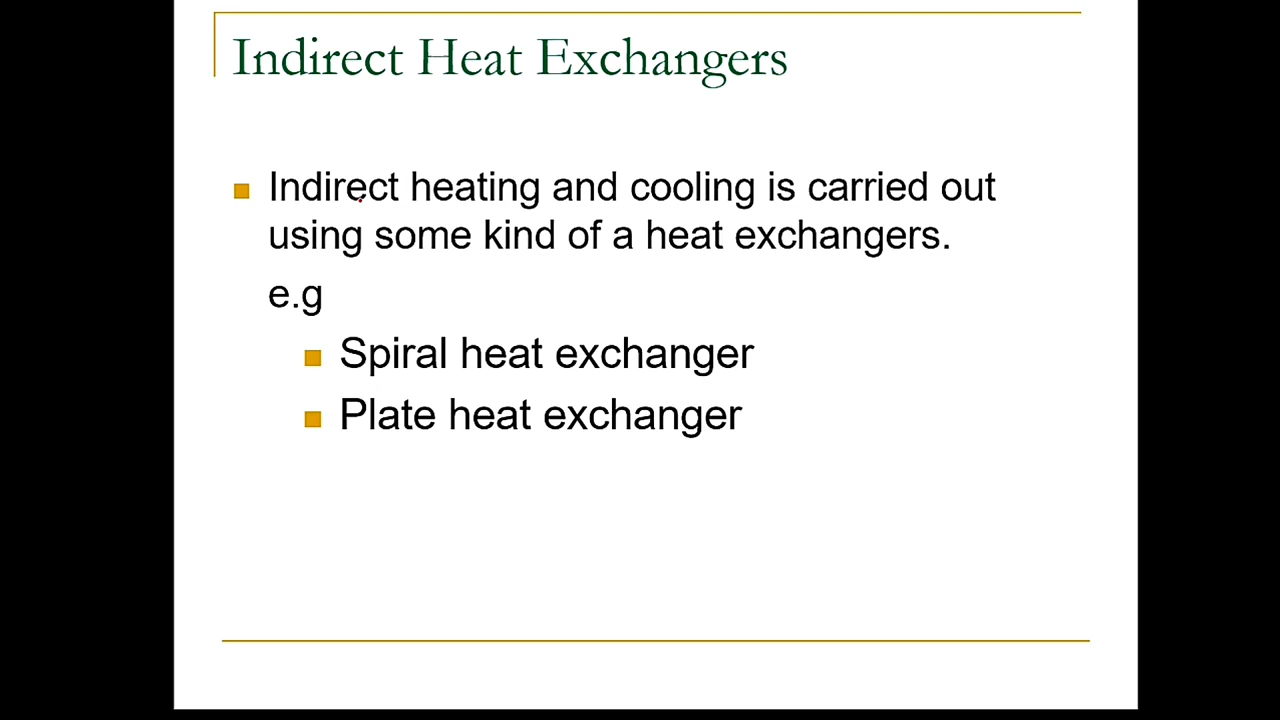 Indirect Heat Exchangers
Indirect heating and cooling is carried out
using some kind of a heat exchangers.
e.g
Spiral heat exchanger
Plate heat exchanger